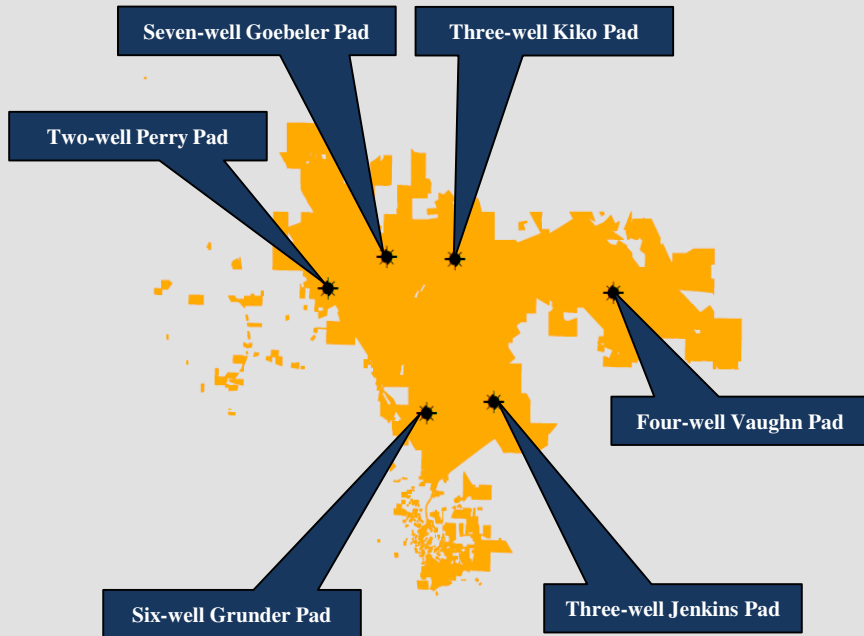 Seven-well Goebeler Pad
Three-well Kiko Pad
Two-well Perry Pad
Four-well Vaughn Pad
Six-well Grunder Pad
Three-well Jenkins Pad